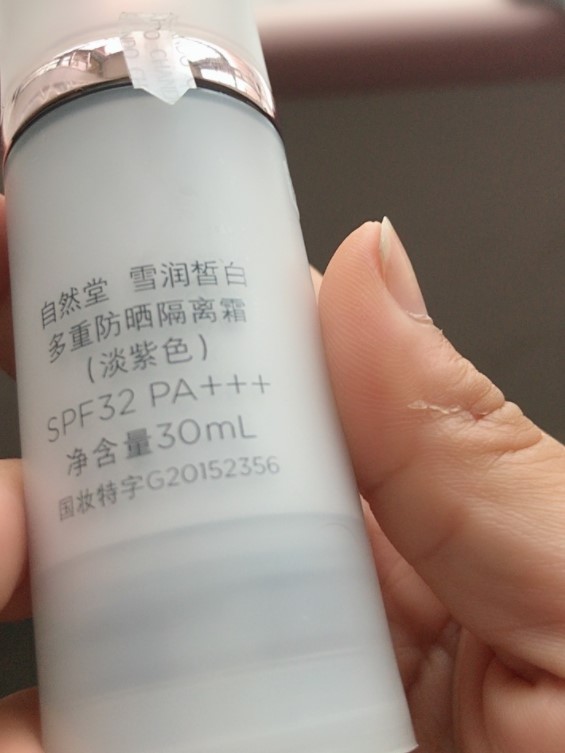 自然堂 雪润皙白
多重防晒隔离霜
(淡紫色)
SPF32 PA+++
净含量30mL
国妆特字G20152356